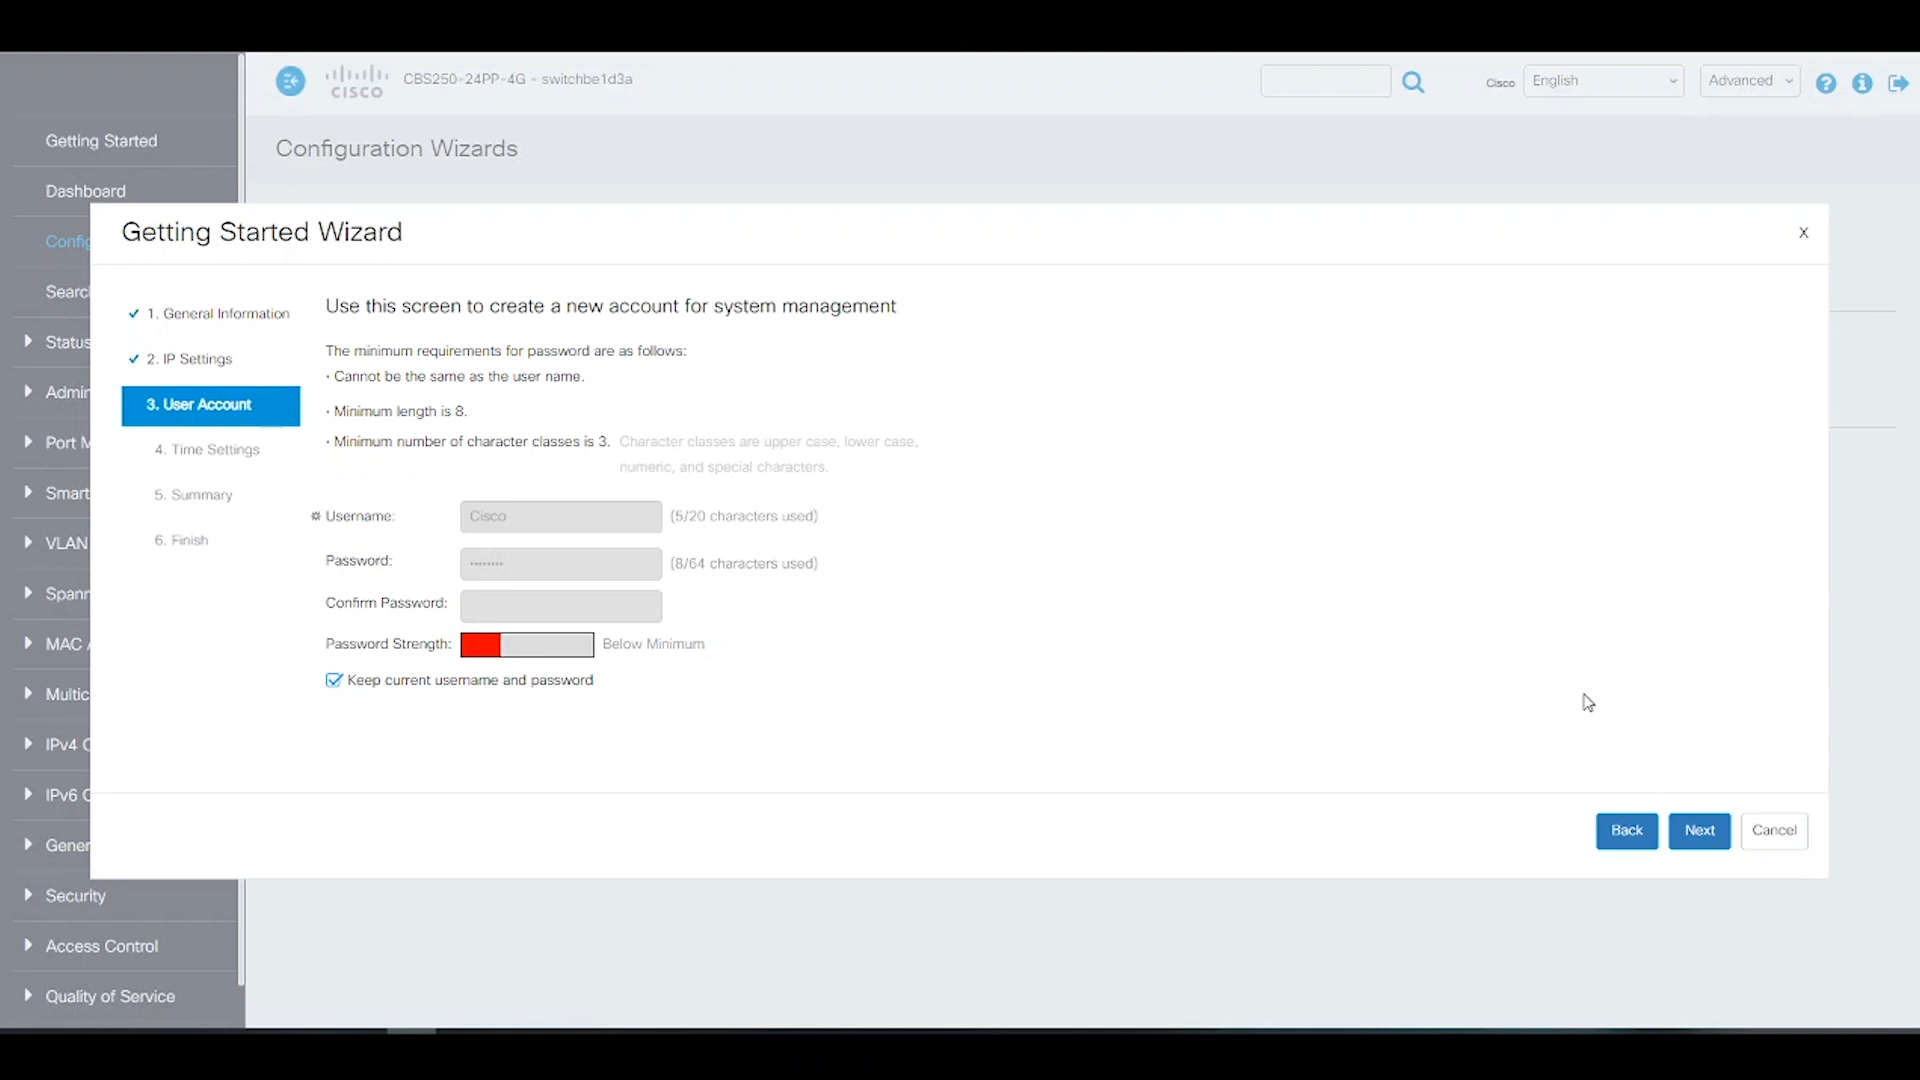 CISCO
CBS250-24PP-4G - switchbe1d3a
Cisco
English
Advanced
Configuration Wizards
Getting Started
Dashboard
Config
Search
Status
Admin
Port M
Smart
VLAN
Spann
MAC
Multic
IPv4 C
IPv6 C
Gener
Security
Access Control
Quality of Service
Getting Started Wizard
X
1. General Information
2. IP Settings
3. User Account
4. Time Settings
5. Summary
6. Finish
Use this screen to create a new account for system management
The minimum requirements for password are as follows:
• Cannot be the same as the user name.
• Minimum length is 8.
• Minimum number of character classes is 3. Character classes are upper case, lower case,
numeric, and special characters.
Username: Cisco (5/20 characters used)
Password: •••••••• (8/64 characters used)
Confirm Password:
Password Strength: Below Minimum
Keep current username and password
Back
Next
Cancel